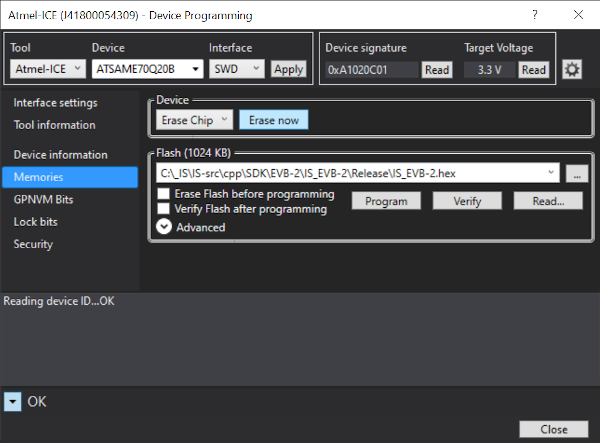 Atmel-ICE (J41800054309) - Device Programming
Tool Device Interface Device signature Target Voltage
Atmel-ICE ATSAME70Q20B SWD Apply 0xA1020C01 Read 3.3 V Read
Interface settings
Tool information
Device information
Memories
GPNVM Bits
Lock bits
Security
Device
Erase Chip Erase now
Flash (1024 KB)
C:\_IS\IS-src\cpp\SDK\EVB-2\IS_EVB-2\Release\IS_EVB-2.hex ...
Erase Flash before programming
Verify Flash after programming
Program Verify Read...
Advanced
Reading device ID...OK
OK
Close